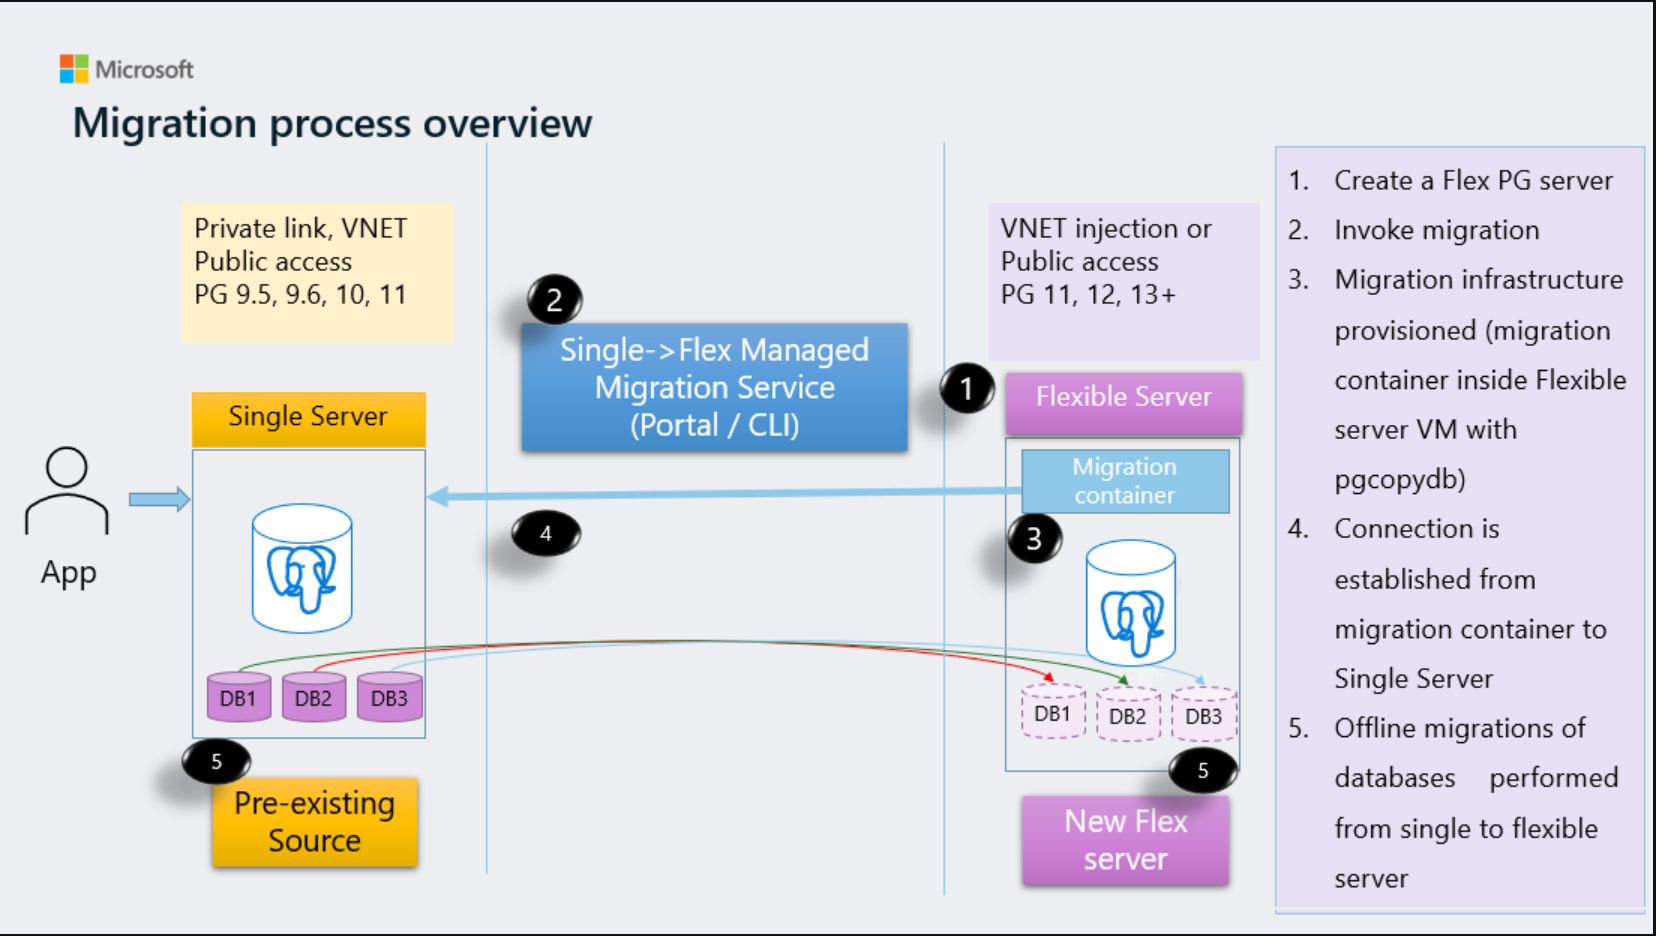 Microsoft
Migration process overview
Private link, VNET
Public access
PG 9.5, 9.6, 10, 11
2
Single->Flex Managed
Migration Service
(Portal / CLI)
VNET injection or
Public access
PG 11, 12, 13+
1
Flexible Server
Single Server
Migration
container
4
3
App
DB1
DB2
DB3
DB1
DB2
DB3
5
5
Pre-existing
Source
New Flex
server
1. Create a Flex PG server
2. Invoke migration
3. Migration infrastructure
provisioned (migration
container inside Flexible
server VM with
pgcopydb)
4. Connection is
established from
migration container to
Single Server
5. Offline migrations of
databases performed
from single to flexible
server